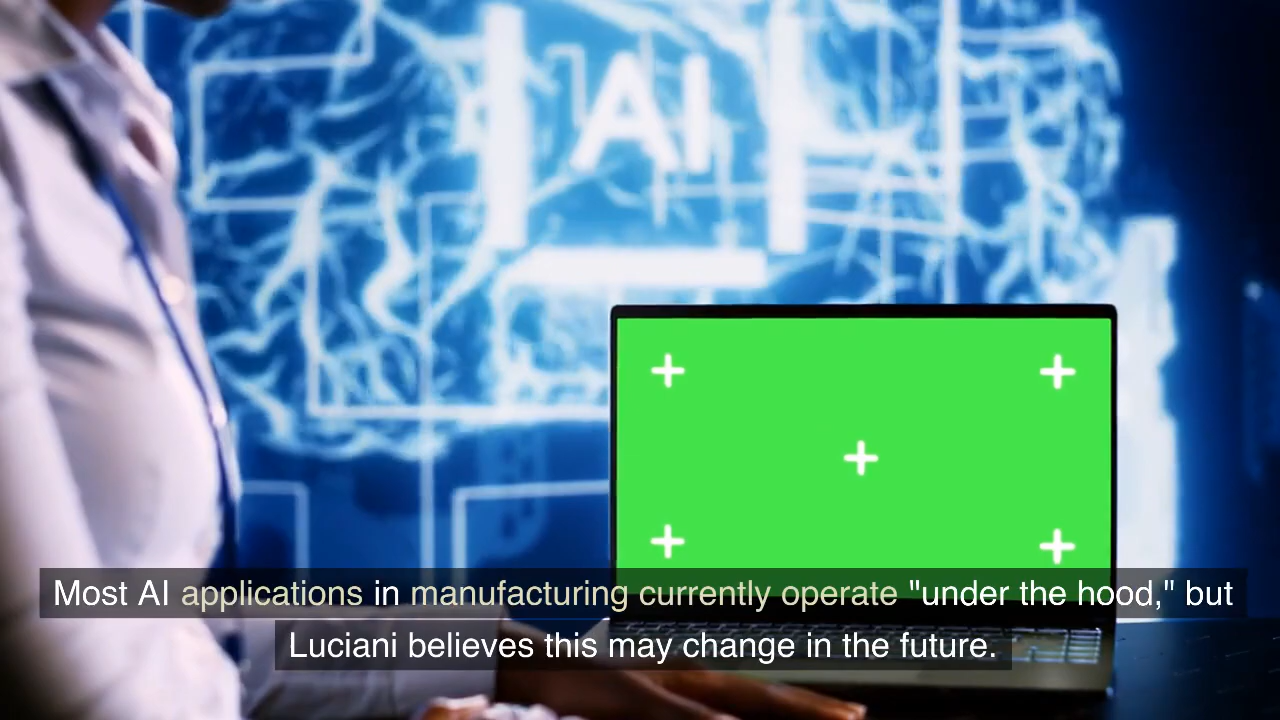 AI
Most AI applications in manufacturing currently operate "under the hood," but
Luciani believes this may change in the future.